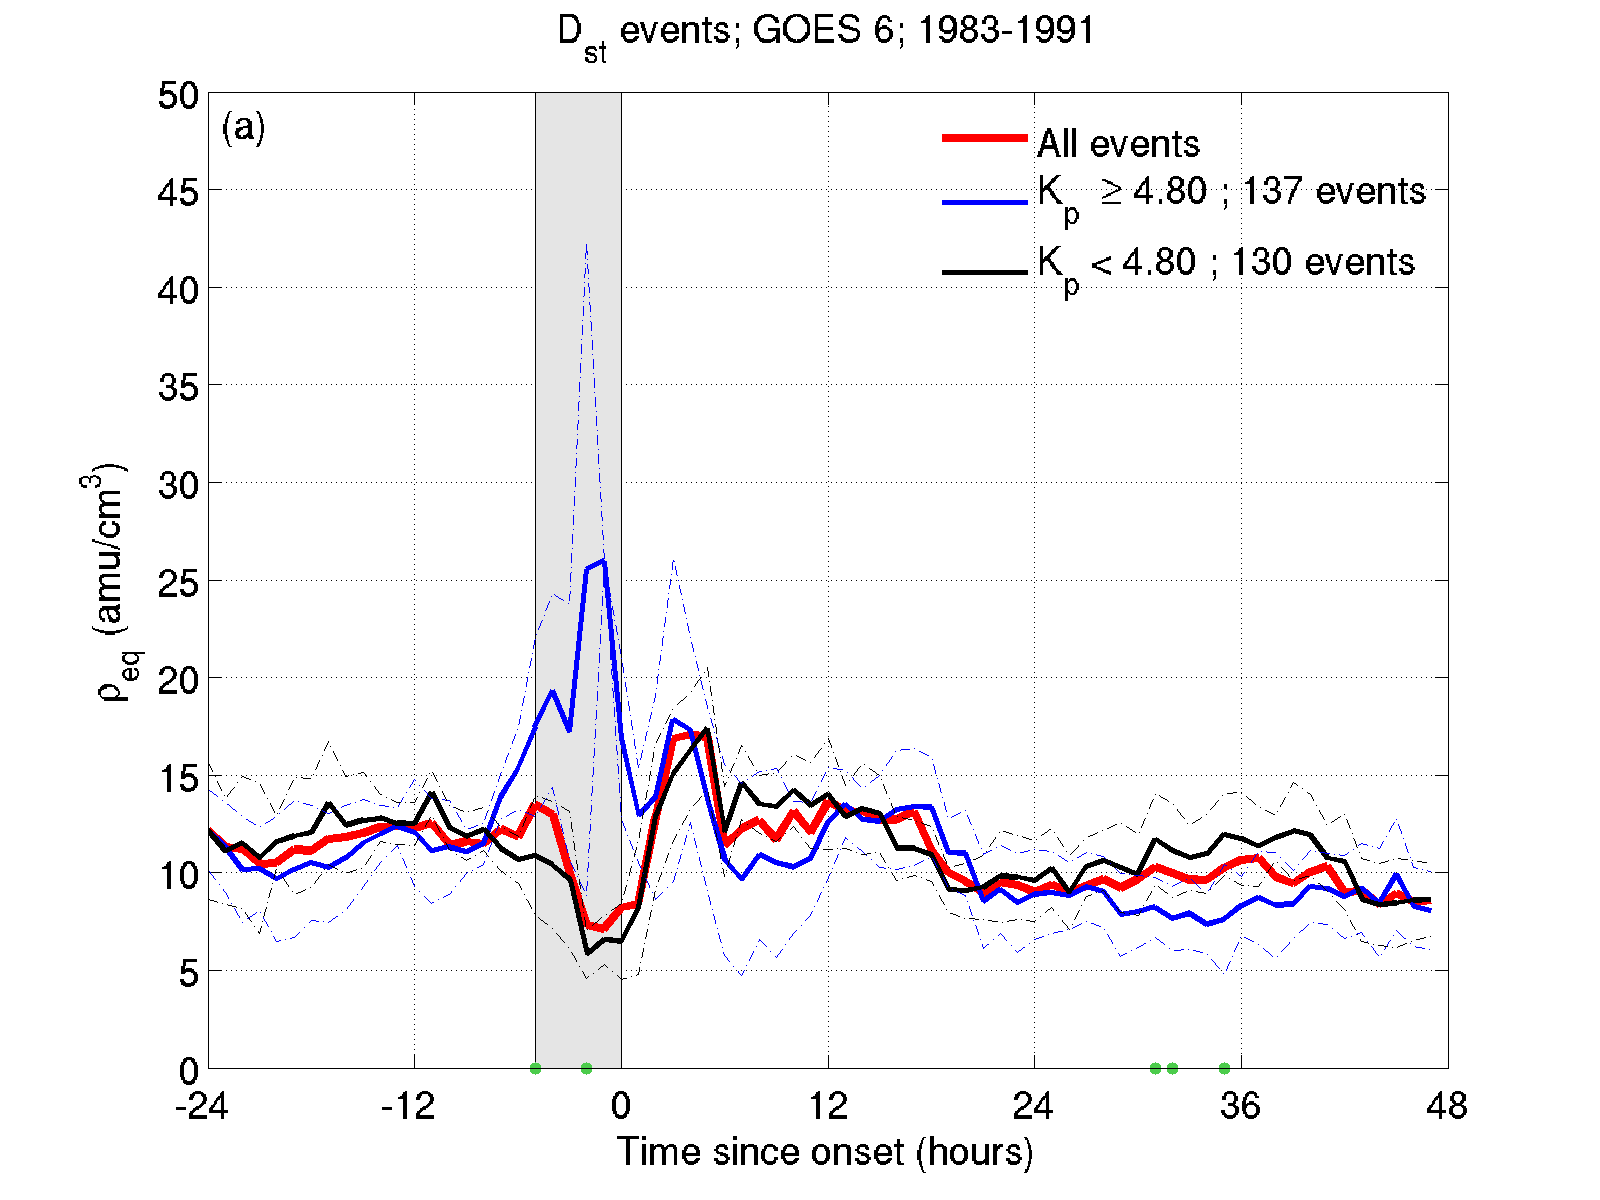 Dst events; GOES 6; 1983-1991
(a)
All events
Kp ≥ 4.80 ; 137 events
Kp < 4.80 ; 130 events
50
45
40
35
30
25
20
15
10
5
0
ρeq (amu/cm³)
-24 -12 0 12 24 36 48
Time since onset (hours)